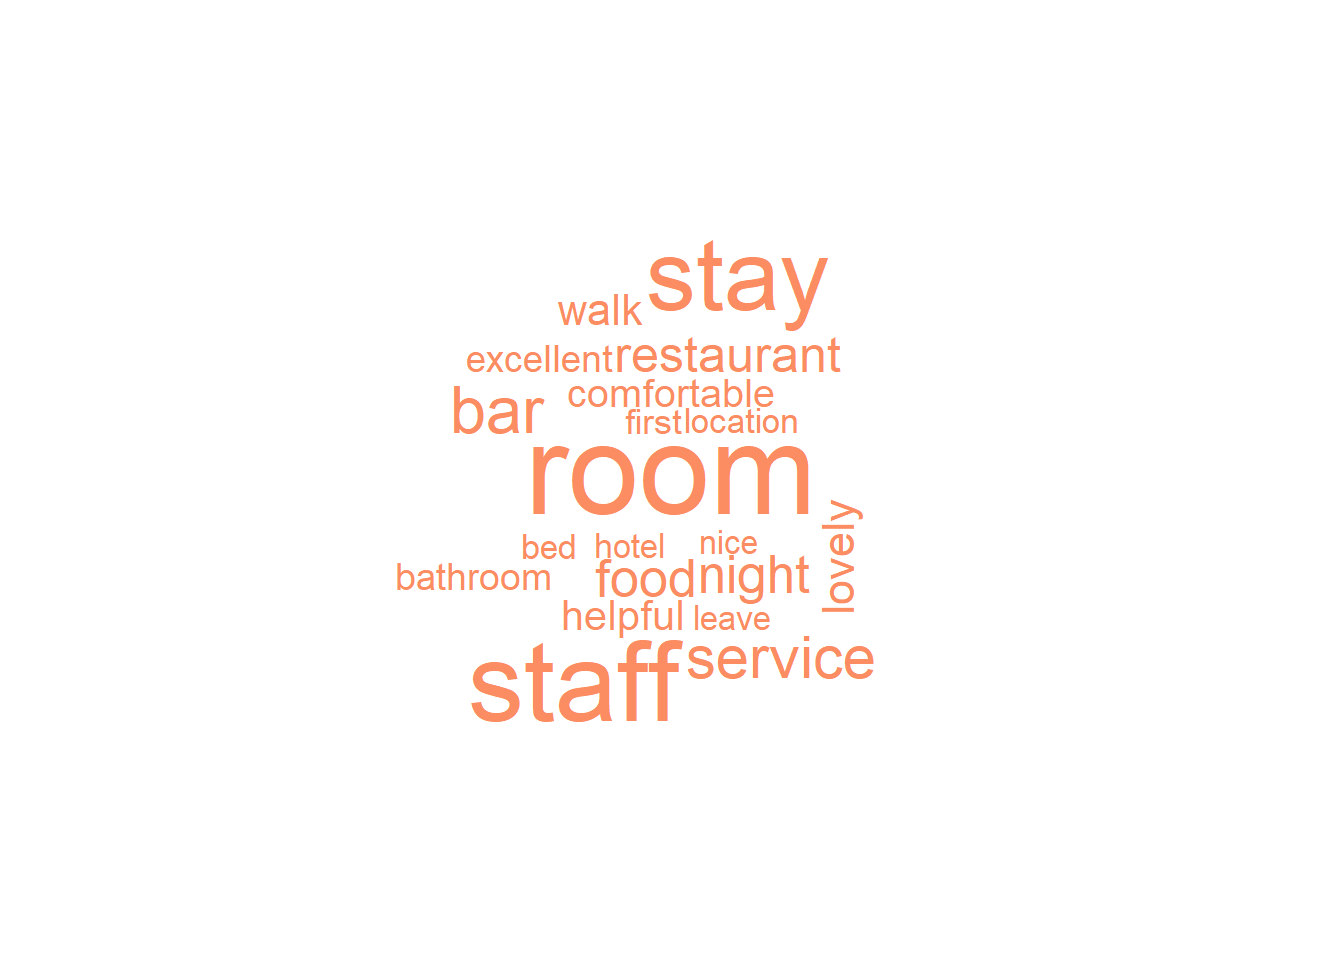 stay
walk
excellent restaurant
comfortable
bar
first location
room
lovely
bed hotel nice
bathroom food night
helpful leave
staff service